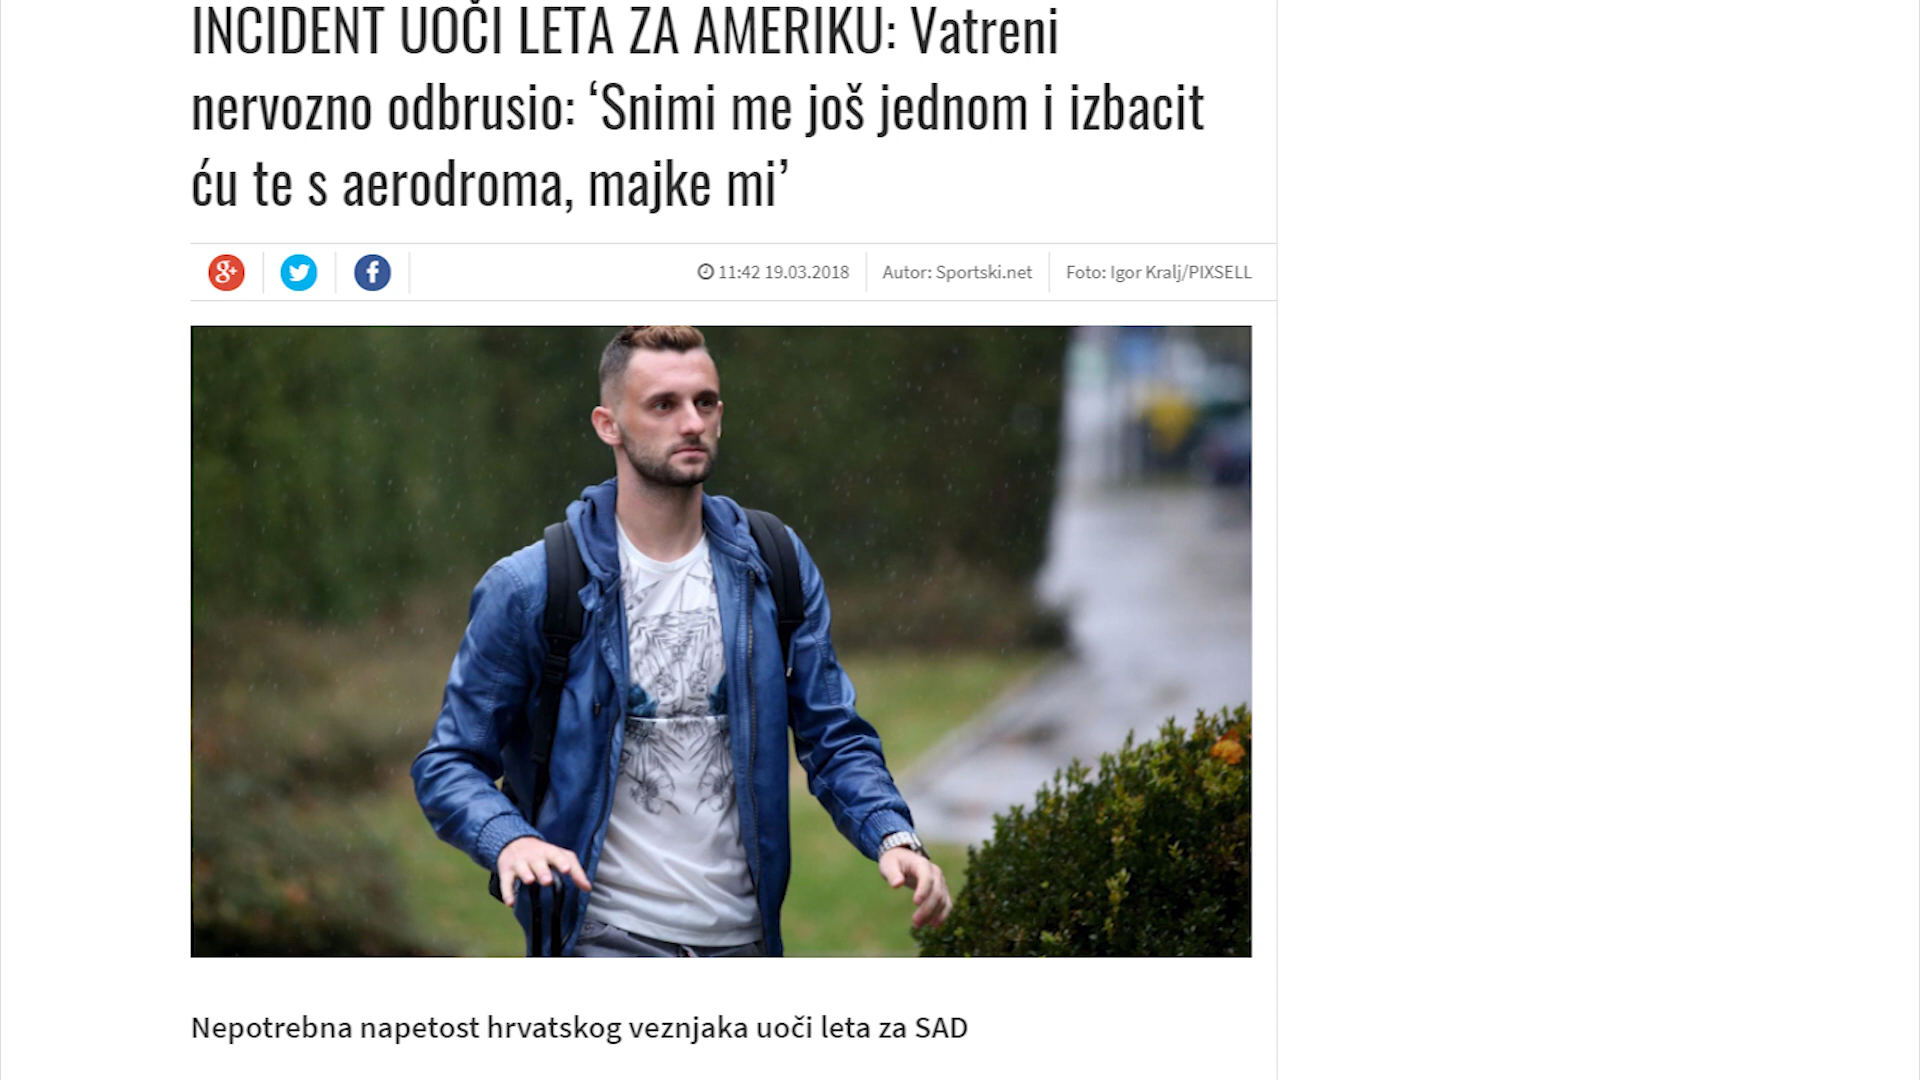 INCIDENT UOČI LETA ZA AMERIKU: Vatreni
nervozno odbrusio: ‘Snimi me još jednom i izbacit
ću te s aerodroma, majke mi’
11:42 19.03.2018
Autor: Sportski.net
Foto: Igor Kralj/PIXSELL
Nepotrebna napetost hrvatskog veznjaka uoči leta za SAD